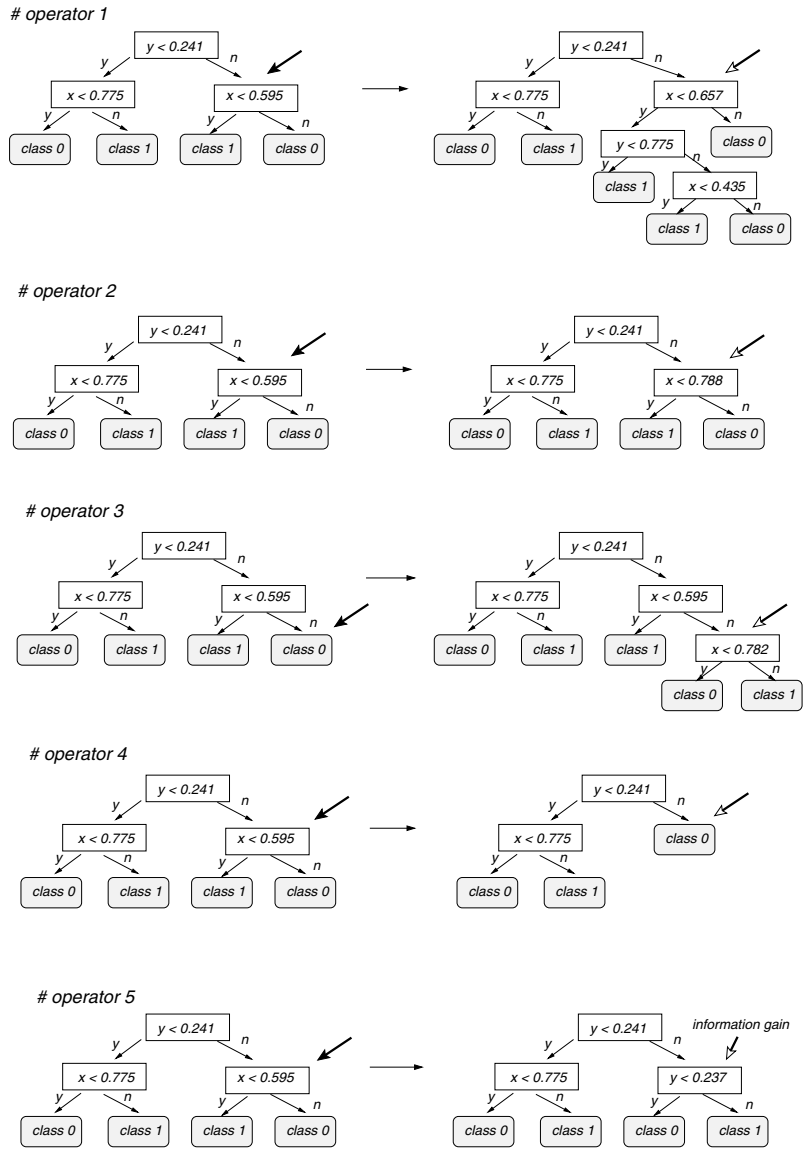 # operator 1
y < 0.241
y < 0.241
y n y n
x < 0.775 x < 0.595 x < 0.775 x < 0.657
y n y n y n y n
class 0 class 1 class 1 class 0 class 0 class 1 y < 0.775 class 0
y n
class 1 x < 0.435
y n
class 1 class 0
# operator 2
y < 0.241 y < 0.241
y n y n
x < 0.775 x < 0.595 x < 0.775 x < 0.788
y n y n y n y n
class 0 class 1 class 1 class 0 class 0 class 1 class 1 class 0
# operator 3
y < 0.241 y < 0.241
y n y n
x < 0.775 x < 0.595 x < 0.775 x < 0.595
y n y n y n y n
class 0 class 1 class 1 class 0 class 0 class 1 class 1 x < 0.782
y n
class 0 class 1
# operator 4
y < 0.241 y < 0.241
y n y n
x < 0.775 x < 0.595 x < 0.775 class 0
y n y n y n
class 0 class 1 class 1 class 0 class 0 class 1
# operator 5
y < 0.241 y < 0.241 information gain
y n y n
x < 0.775 x < 0.595 x < 0.775 y < 0.237
y n y n y n y n
class 0 class 1 class 1 class 0 class 0 class 1 class 0 class 1